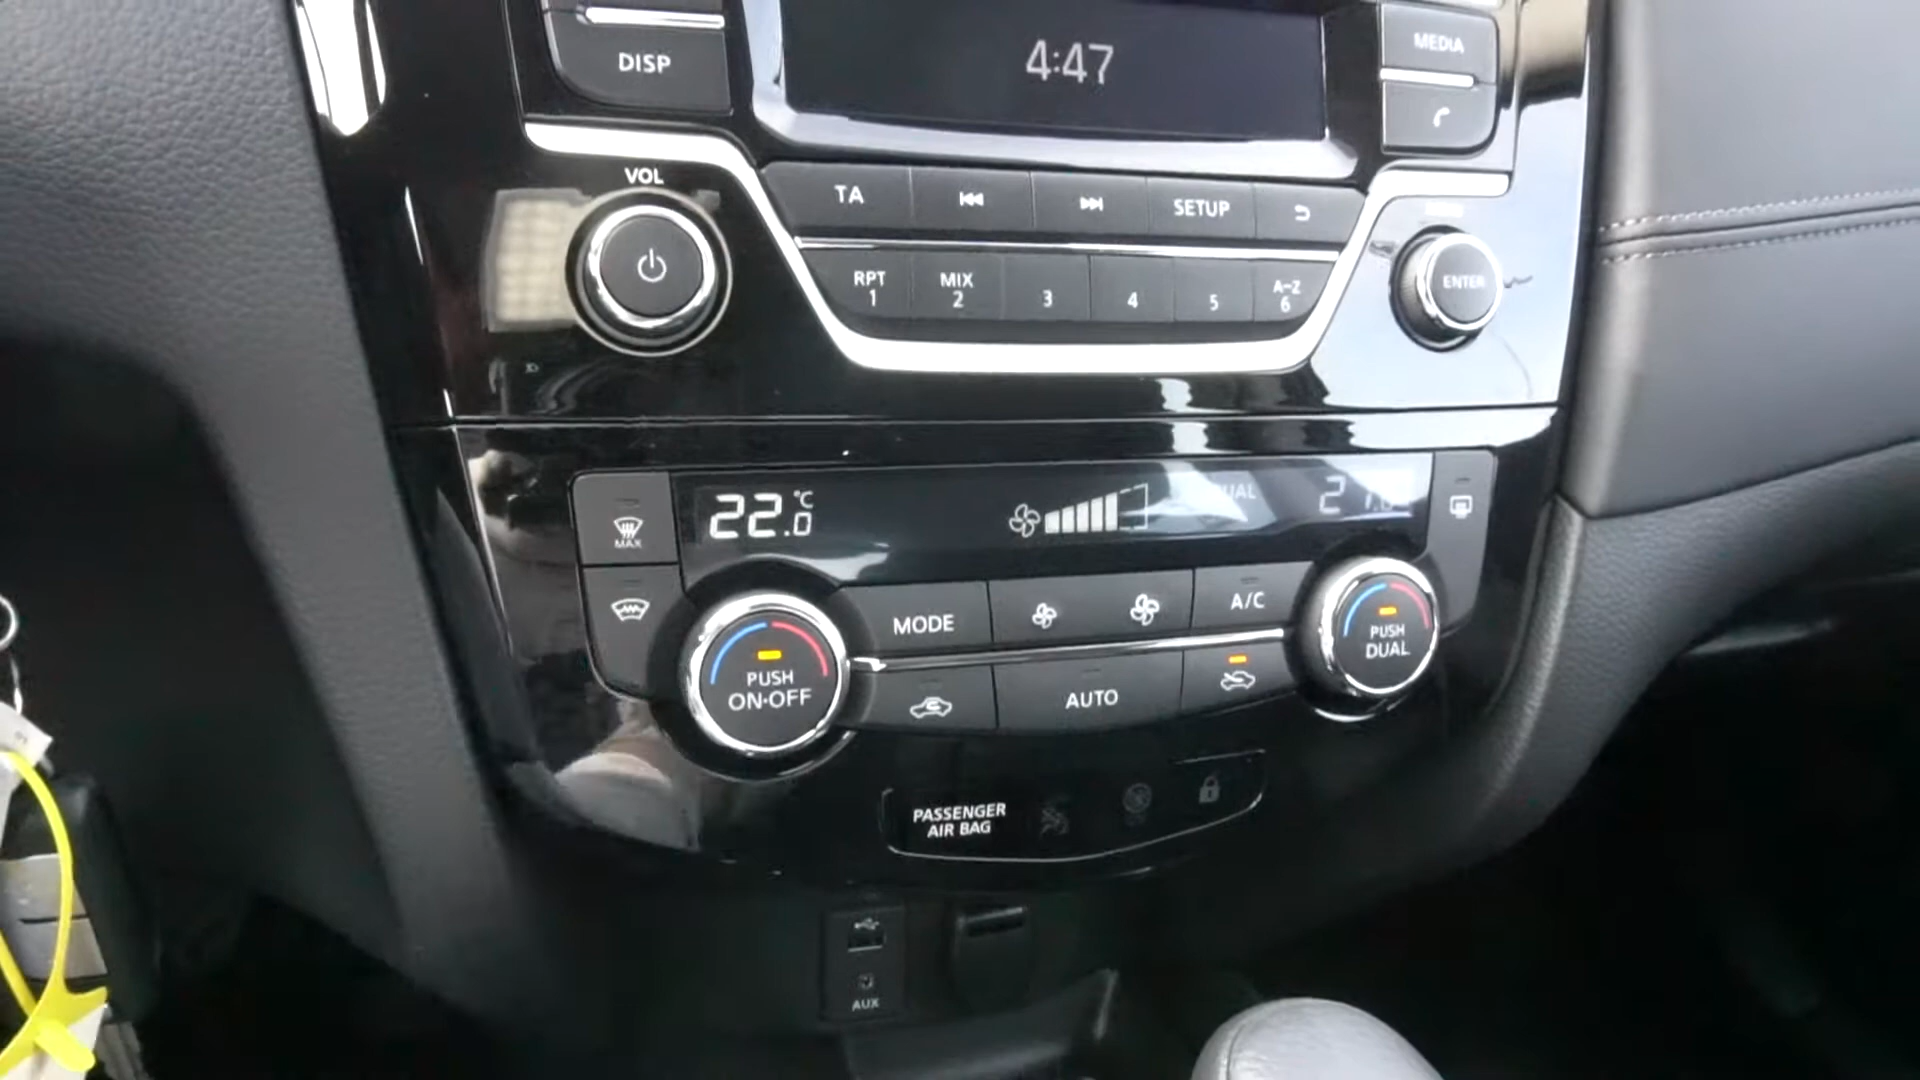 DISP
4:47
MEDIA
VOL
TA
SETUP
RPT
1
MIX
2
3
4
5
A-Z
6
ENTER
MAX
22.0 °C
MODE
A/C
PUSH
ON·OFF
AUTO
PUSH
DUAL
PASSENGER
AIR BAG
AUX